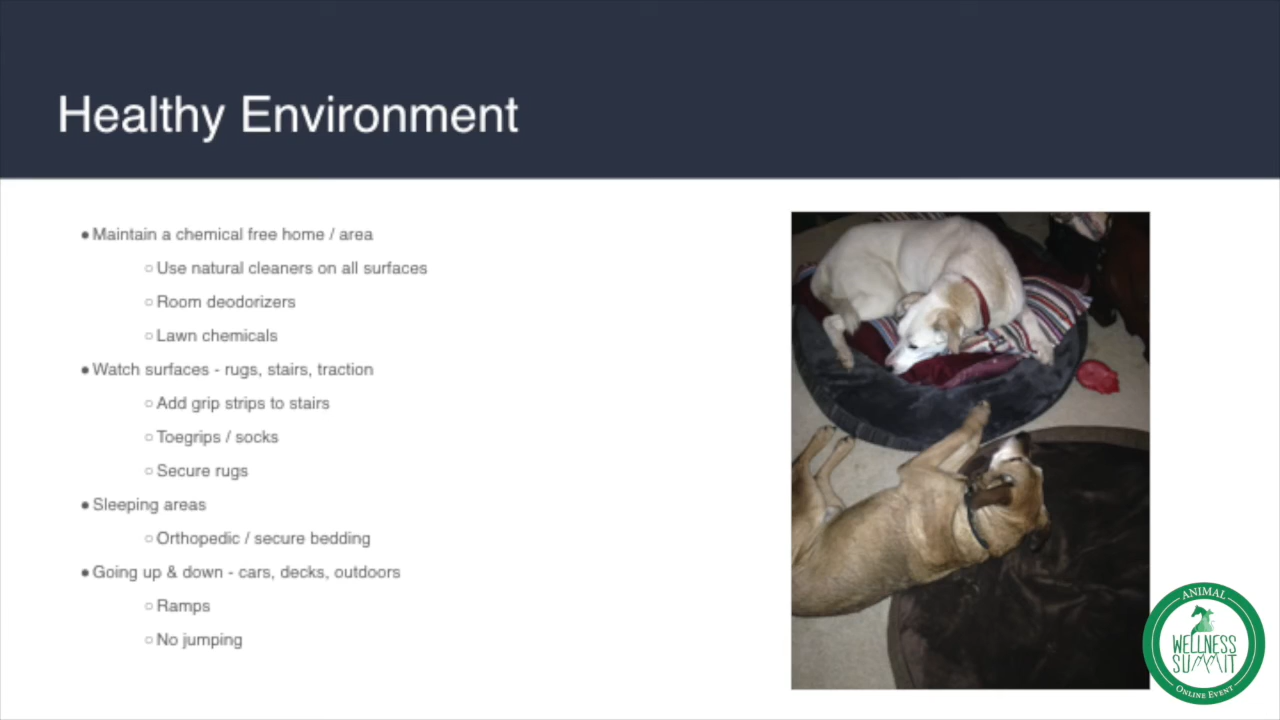 Healthy Environment
●Maintain a chemical free home / area
○Use natural cleaners on all surfaces
○Room deodorizers
○Lawn chemicals
●Watch surfaces - rugs, stairs, traction
○Add grip strips to stairs
○Toegrips / socks
○Secure rugs
●Sleeping areas
○Orthopedic / secure bedding
●Going up & down - cars, decks, outdoors
○Ramps
○No jumping
ANIMAL
WELLNESS
SUMMIT
ONLINE EVENT